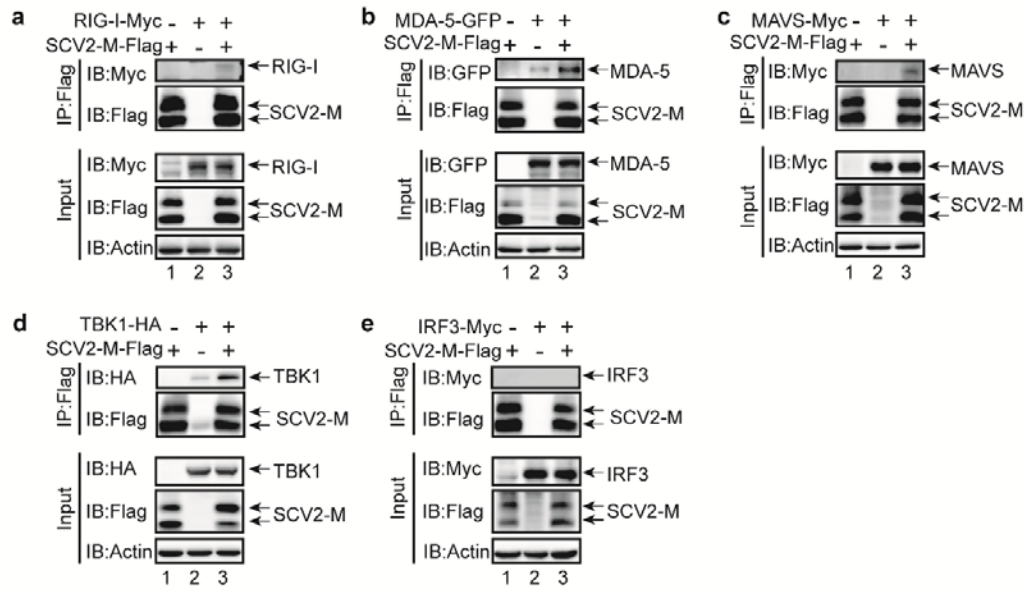 a
RIG-I-Myc - + +
SCV2-M-Flag + - +
IP:Flag
IB:Myc
RIG-I
IB:Flag
SCV2-M
Input
IB:Myc
RIG-I
IB:Flag
SCV2-M
IB:Actin
1 2 3
b
MDA-5-GFP - + +
SCV2-M-Flag + - +
IP:Flag
IB:GFP
MDA-5
IB:Flag
SCV2-M
Input
IB:GFP
MDA-5
IB:Flag
SCV2-M
IB:Actin
1 2 3
c
MAVS-Myc - + +
SCV2-M-Flag + - +
IP:Flag
IB:Myc
MAVS
IB:Flag
SCV2-M
Input
IB:Myc
MAVS
IB:Flag
SCV2-M
IB:Actin
1 2 3
d
TBK1-HA - + +
SCV2-M-Flag + - +
IP:Flag
IB:HA
TBK1
IB:Flag
SCV2-M
Input
IB:HA
TBK1
IB:Flag
SCV2-M
IB:Actin
1 2 3
e
IRF3-Myc - + +
SCV2-M-Flag + - +
IP:Flag
IB:Myc
IRF3
IB:Flag
SCV2-M
Input
IB:Myc
IRF3
IB:Flag
SCV2-M
IB:Actin
1 2 3